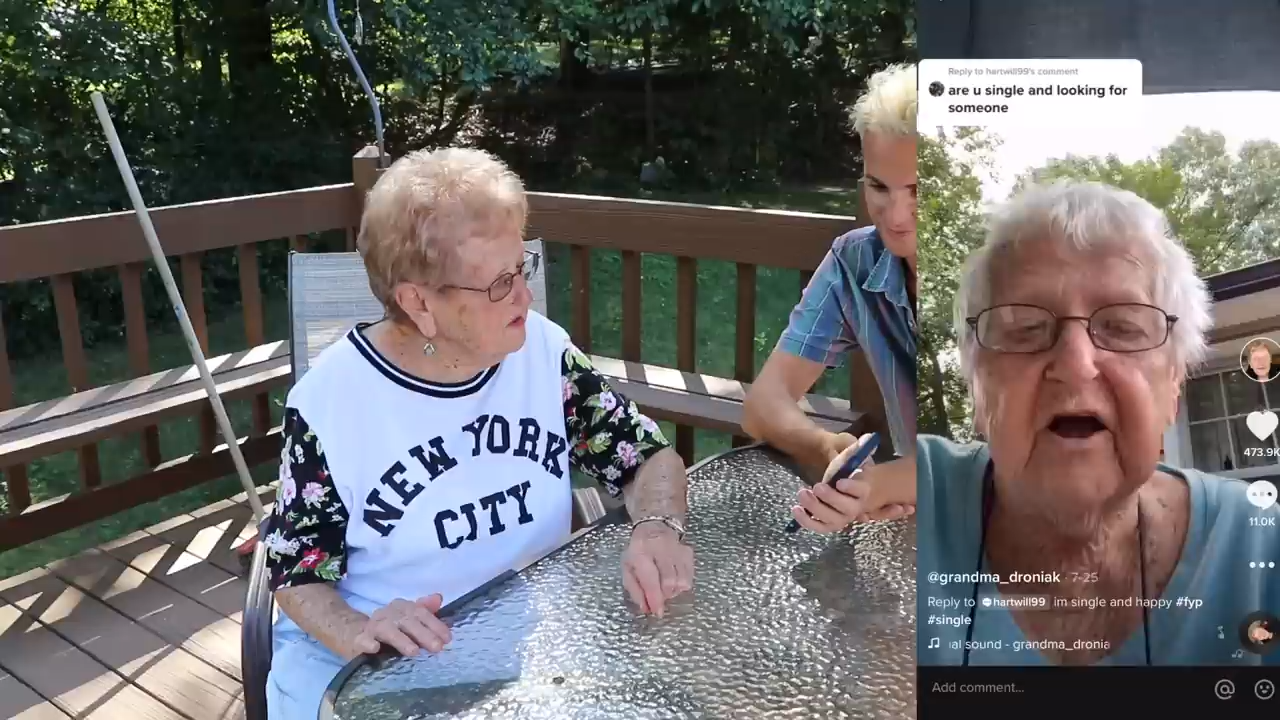 NEW YORK
CITY
Reply to hartwill99's comment
are u single and looking for
someone
473.9K
11.0K
@grandma_droniak · 7-25
Reply to hartwill99 im single and happy #fyp
#single
al sound - grandma_dronia
Add comment...